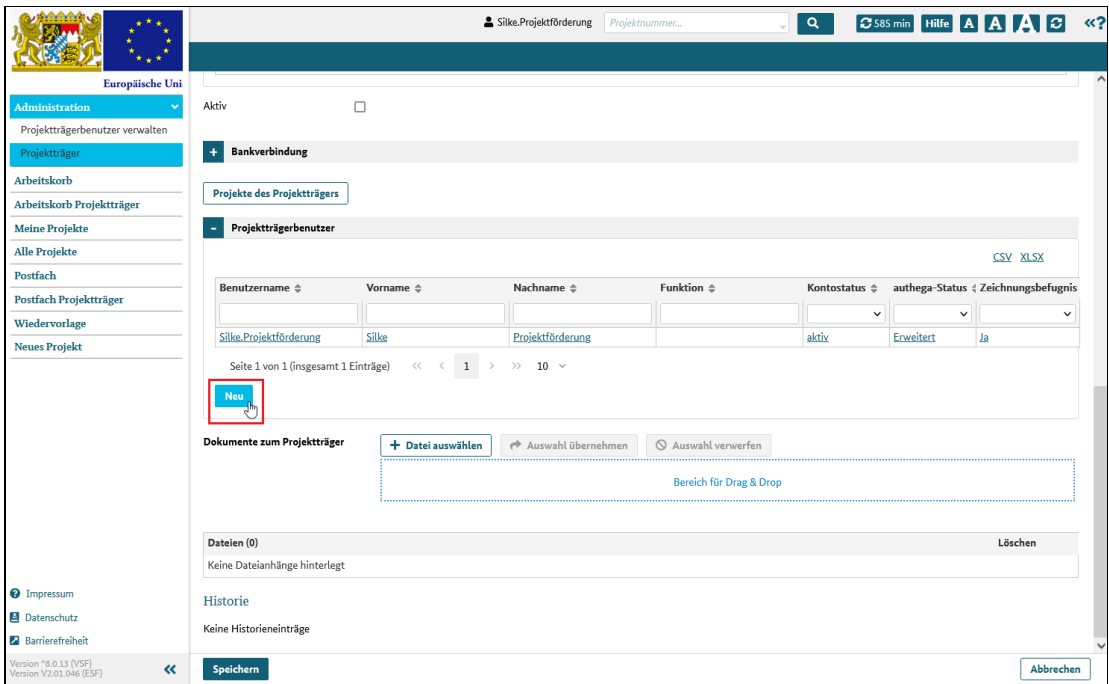 Silke.Projektförderung
Projektnummer...
585 min
Hilfe
A A A
«?
Europäische Uni
Administration
Projektträgerbenutzer verwalten
Projektträger
Arbeitskorb
Arbeitskorb Projektträger
Meine Projekte
Alle Projekte
Postfach
Postfach Projektträger
Wiedervorlage
Neues Projekt
Impressum
Datenschutz
Barrierefreiheit
Version ^8.0.13 (VSF)
Version V2.01.046 (ESF)
«
Aktiv
+ Bankverbindung
Projekte des Projektträgers
- Projektträgerbenutzer
CSV XLSX
Benutzername Vorname Nachname Funktion Kontostatus authega-Status Zeichnungsbefugnis
Silke.Projektförderung Silke Projektförderung aktiv Erweitert Ja
Seite 1 von 1 (insgesamt 1 Einträge) « ‹ 1 › » 10
Neu
Dokumente zum Projektträger + Datei auswählen Auswahl übernehmen Auswahl verwerfen
Bereich für Drag & Drop
Dateien (0) Löschen
Keine Dateianhänge hinterlegt
Historie
Keine Historieneinträge
Speichern Abbrechen